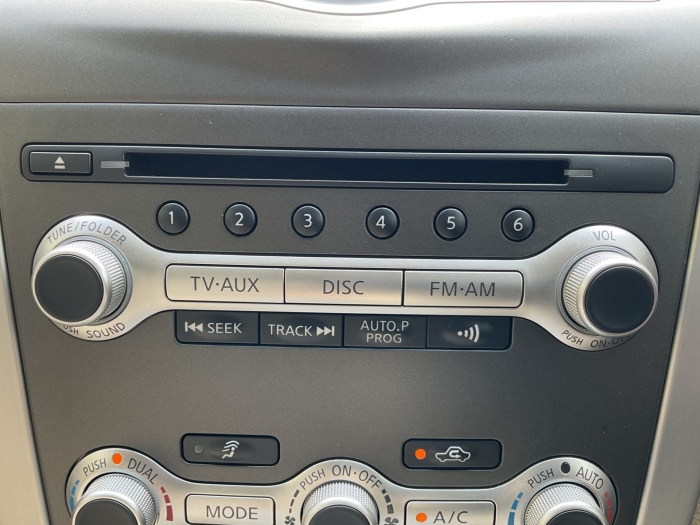 1 2 3 4 5 6
TUNE/FOLDER
VOL
TV·AUX DISC FM·AM
SOUND
PUSH ON·OFF
SEEK TRACK AUTO.P
PROG
PUSH DUAL
PUSH ON·OFF
PUSH AUTO
MODE
A/C